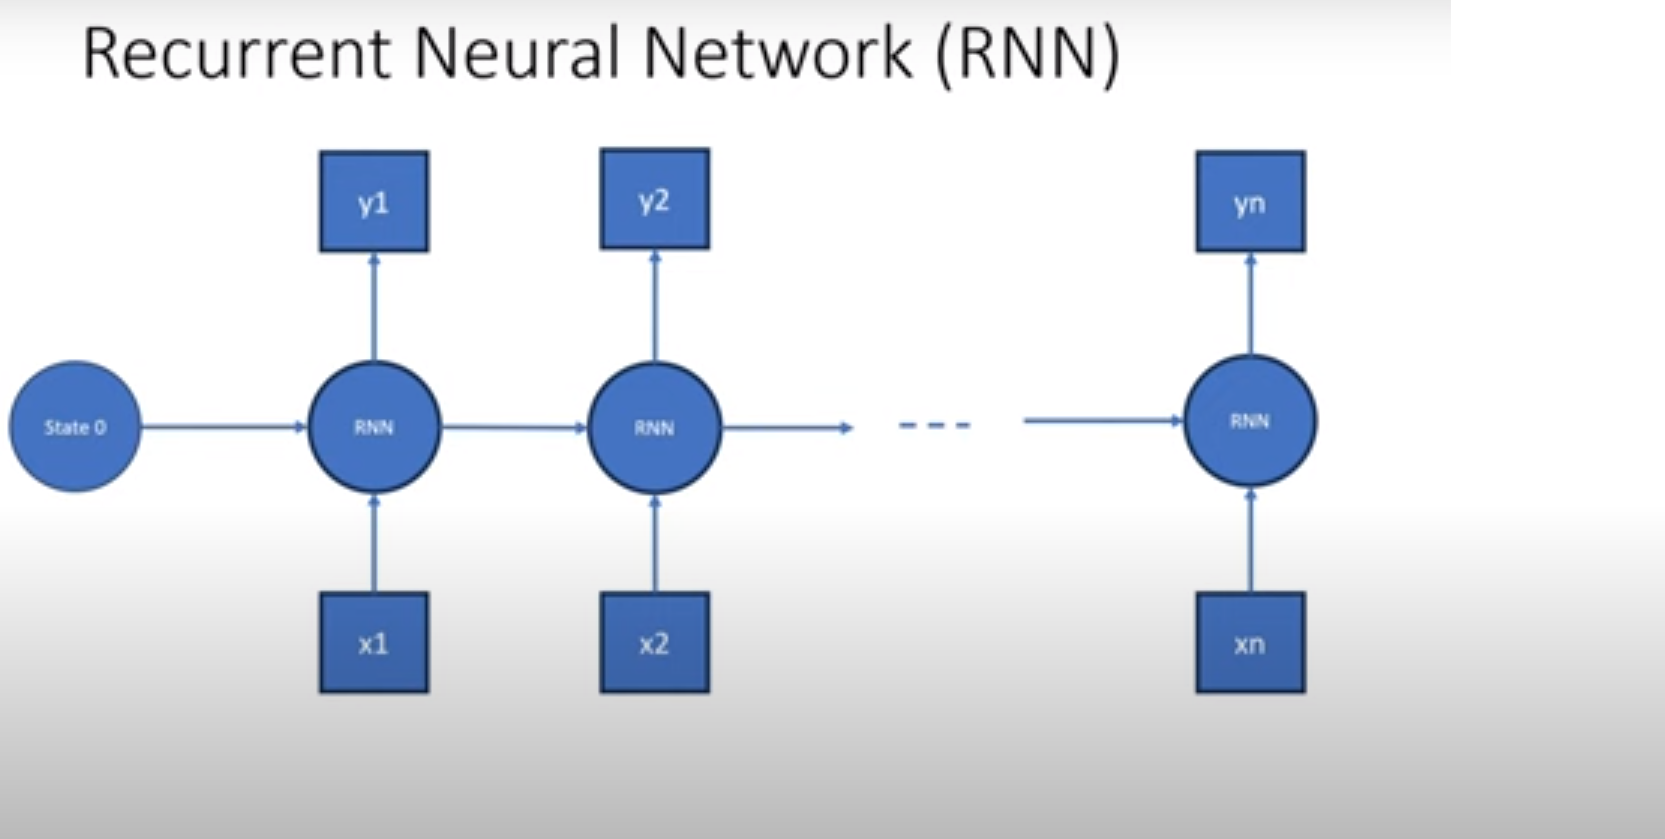 Recurrent Neural Network (RNN)
y1
y2
yn
State 0
RNN
RNN
RNN
x1
x2
xn